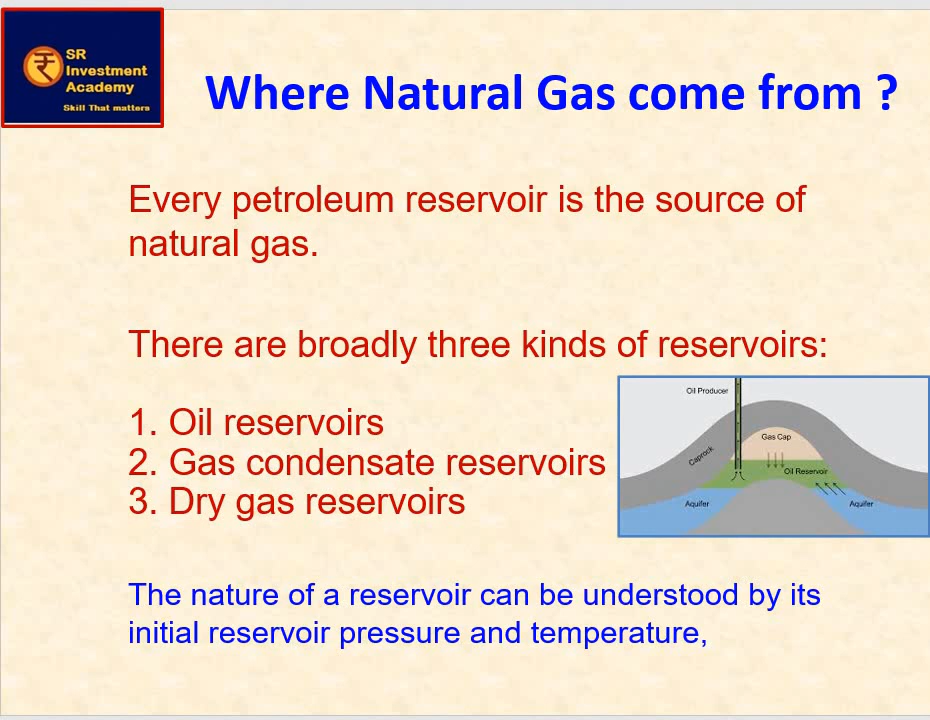 SR
Investment
Academy
Skill That matters
Where Natural Gas come from ?
Every petroleum reservoir is the source of
natural gas.
There are broadly three kinds of reservoirs:
1. Oil reservoirs
2. Gas condensate reservoirs
3. Dry gas reservoirs
Oil Producer
Gas Cap
Caprock
Oil Reservoir
Aquifer
Aquifer
The nature of a reservoir can be understood by its
initial reservoir pressure and temperature,